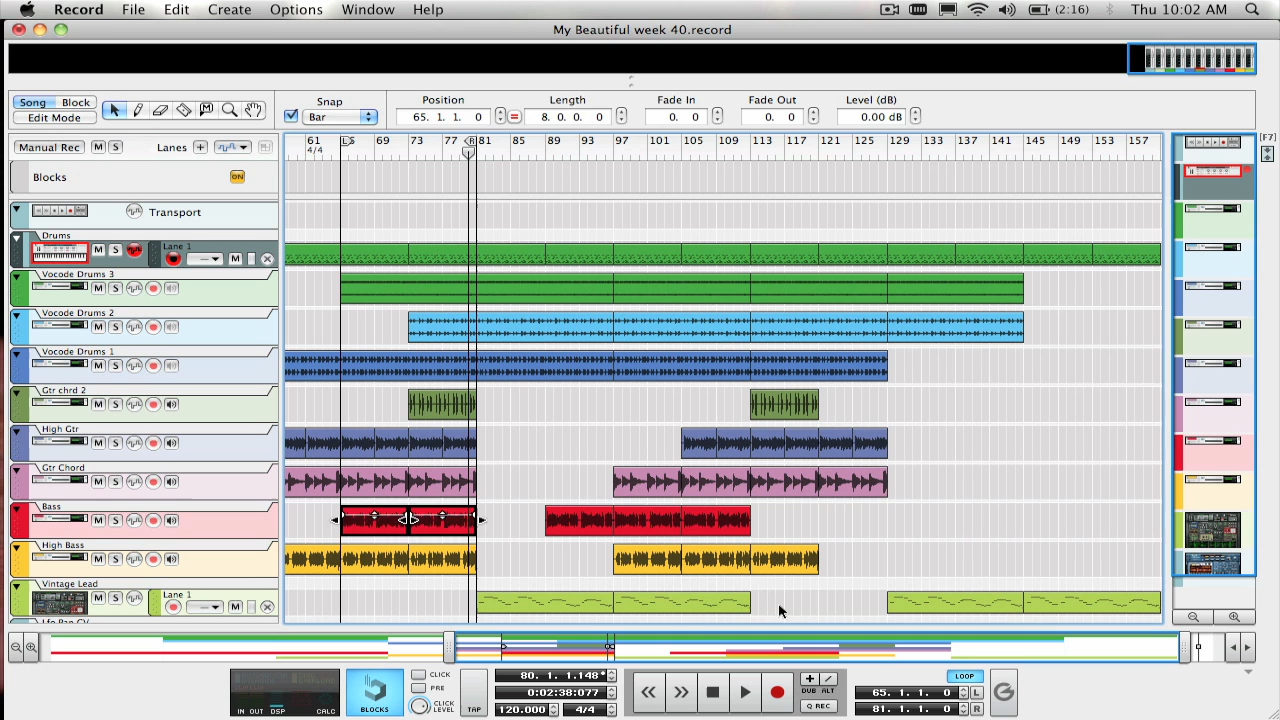 Record File Edit Create Options Window Help (2:16) Thu 10:02 AM
My Beautiful week 40.record
Song Block
Edit Mode
Snap
Bar
Position
65. 1. 1. 0
Length
8. 0. 0. 0
Fade In
0. 0
Fade Out
0. 0
Level (dB)
0.00 dB
[F7]
Manual Rec M S Lanes +
61 65 69 73 77 81 85 89 93 97 101 105 109 113 117 121 125 129 133 137 141 145 149 153 157
4/4
L R
Blocks ON
Transport
Drums
M S Lane 1
M
Vocode Drums 3
M S
Vocode Drums 2
M S
Vocode Drums 1
M S
Gtr chrd 2
M S
High Gtr
M S
Gtr Chord
M S
Bass
M S
High Bass
M S
Vintage Lead
M S Lane 1
M
IN OUT DSP CALC
BLOCKS
CLICK
PRE
CLICK
LEVEL
TAP
80. 1. 1.148*
0:02:38:077
120.000 4/4
DUB ALT
Q REC
LOOP
65. 1. 1. 0 L
81. 1. 1. 0 R